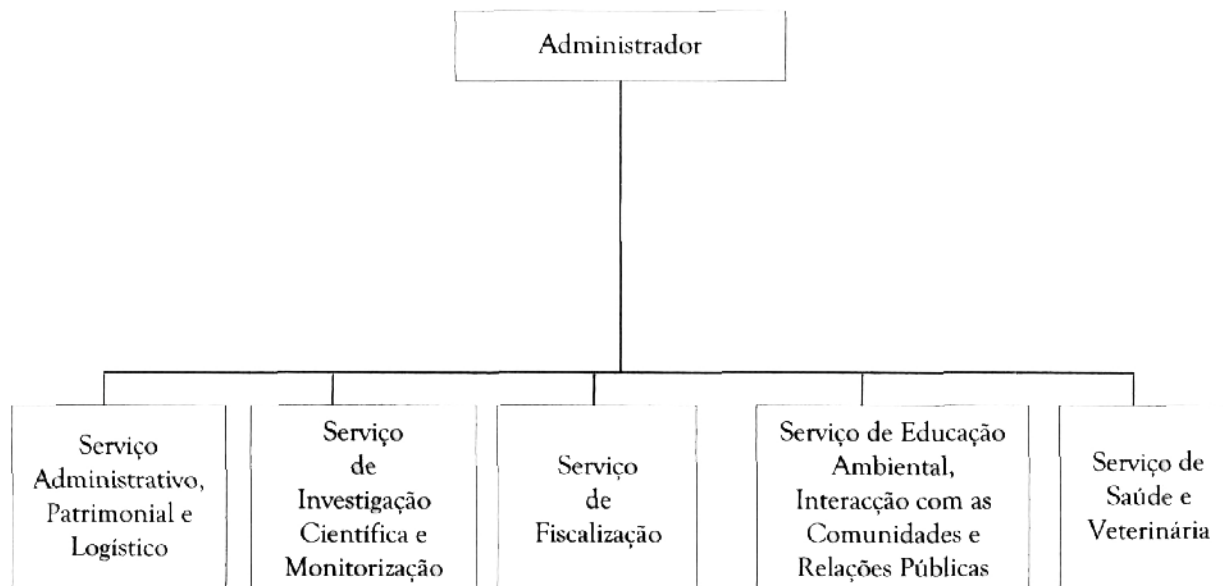 Administrador
Serviço
Administrativo,
Patrimonial e
Logístico
Serviço
de
Investigação
Científica e
Monitorização
Serviço
de
Fiscalização
Serviço de Educação
Ambiental,
Interacção com as
Comunidades e
Relações Públicas
Serviço de
Saúde e
Veterinária